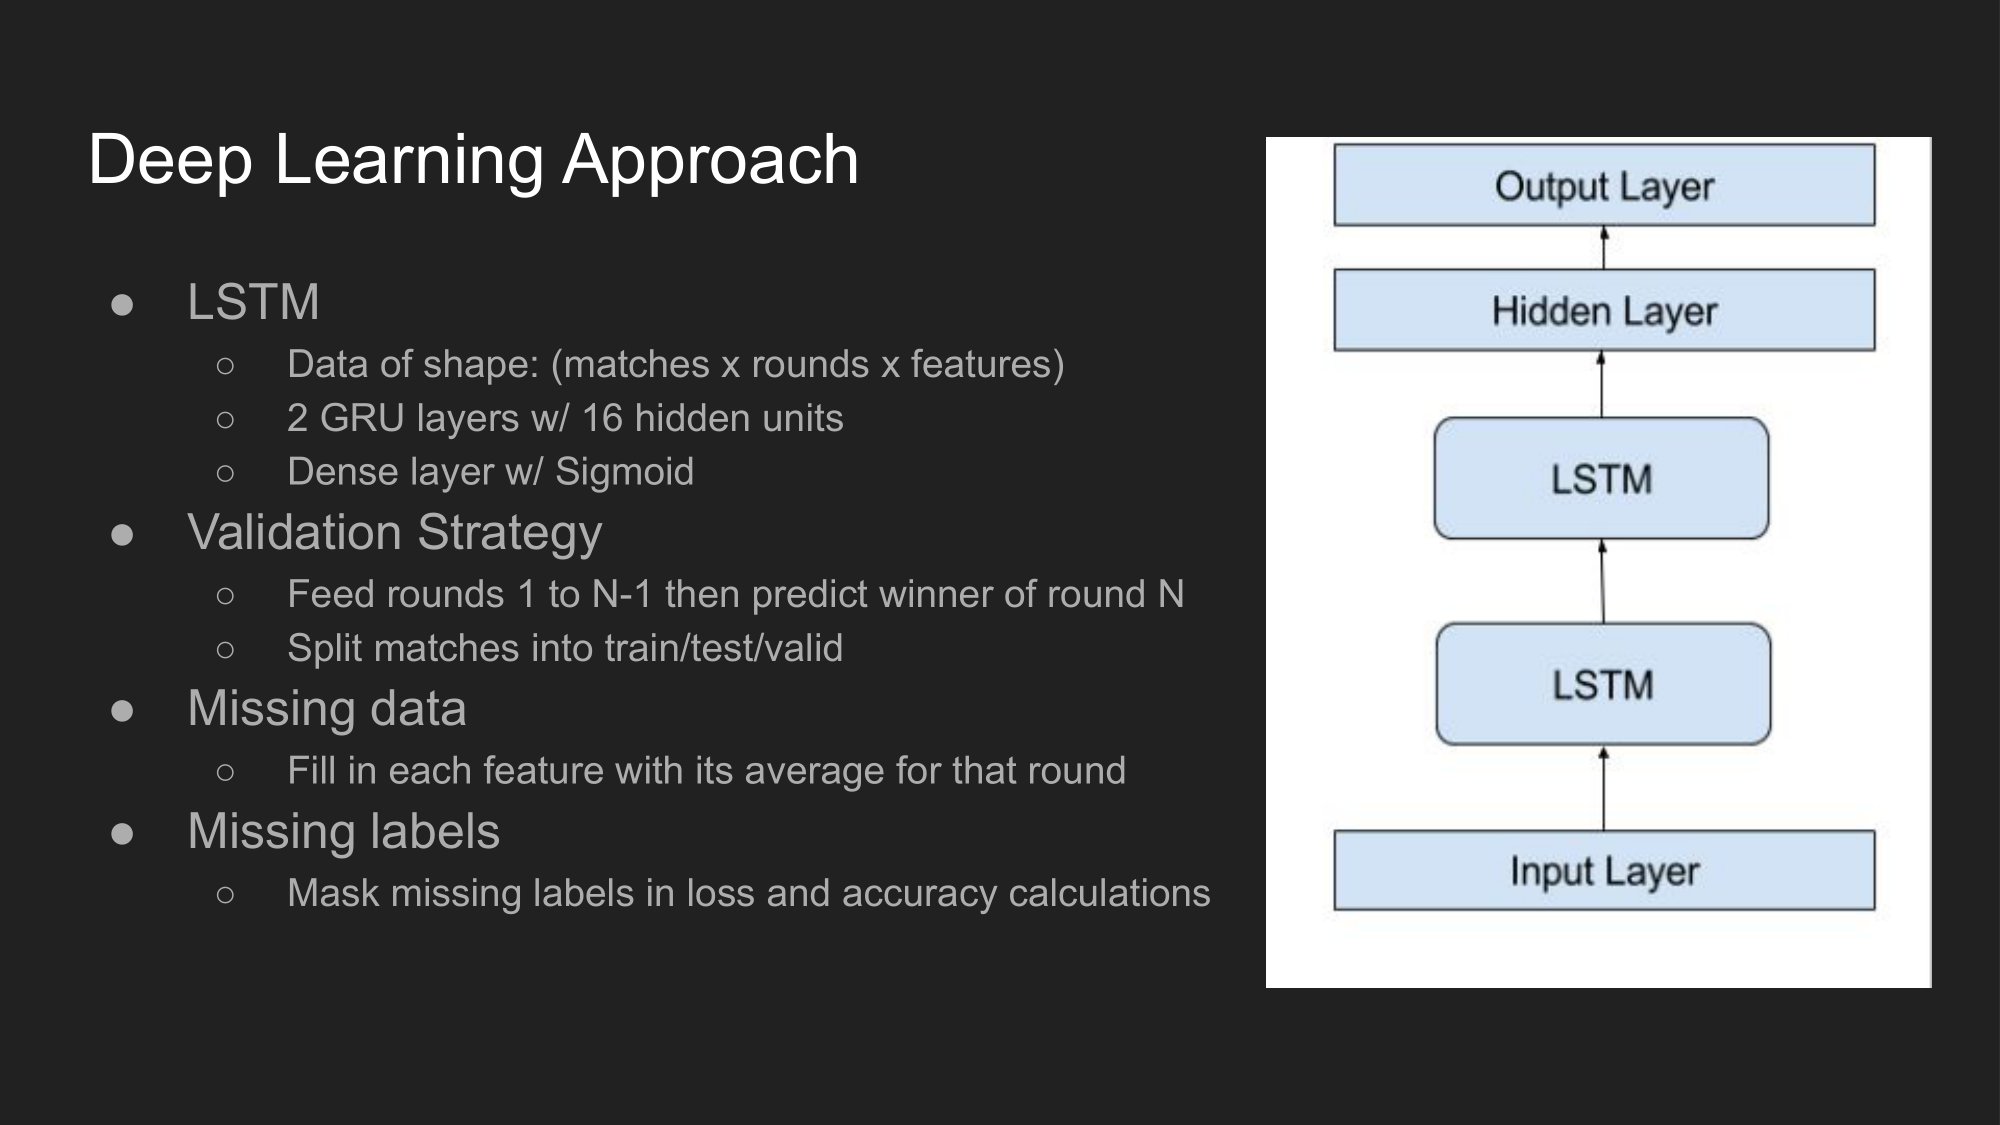 Deep Learning Approach
● LSTM
○ Data of shape: (matches x rounds x features)
○ 2 GRU layers w/ 16 hidden units
○ Dense layer w/ Sigmoid
● Validation Strategy
○ Feed rounds 1 to N-1 then predict winner of round N
○ Split matches into train/test/valid
● Missing data
○ Fill in each feature with its average for that round
● Missing labels
○ Mask missing labels in loss and accuracy calculations
Output Layer
Hidden Layer
LSTM
LSTM
Input Layer